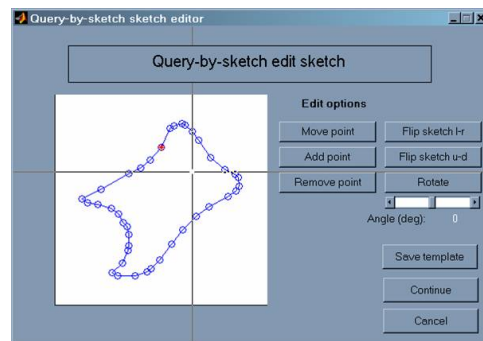 Query-by-sketch sketch editor
Query-by-sketch edit sketch
Edit options
Move point
Flip sketch l-r
Add point
Flip sketch u-d
Remove point
Rotate
Angle (deg): 0
Save template
Continue
Cancel